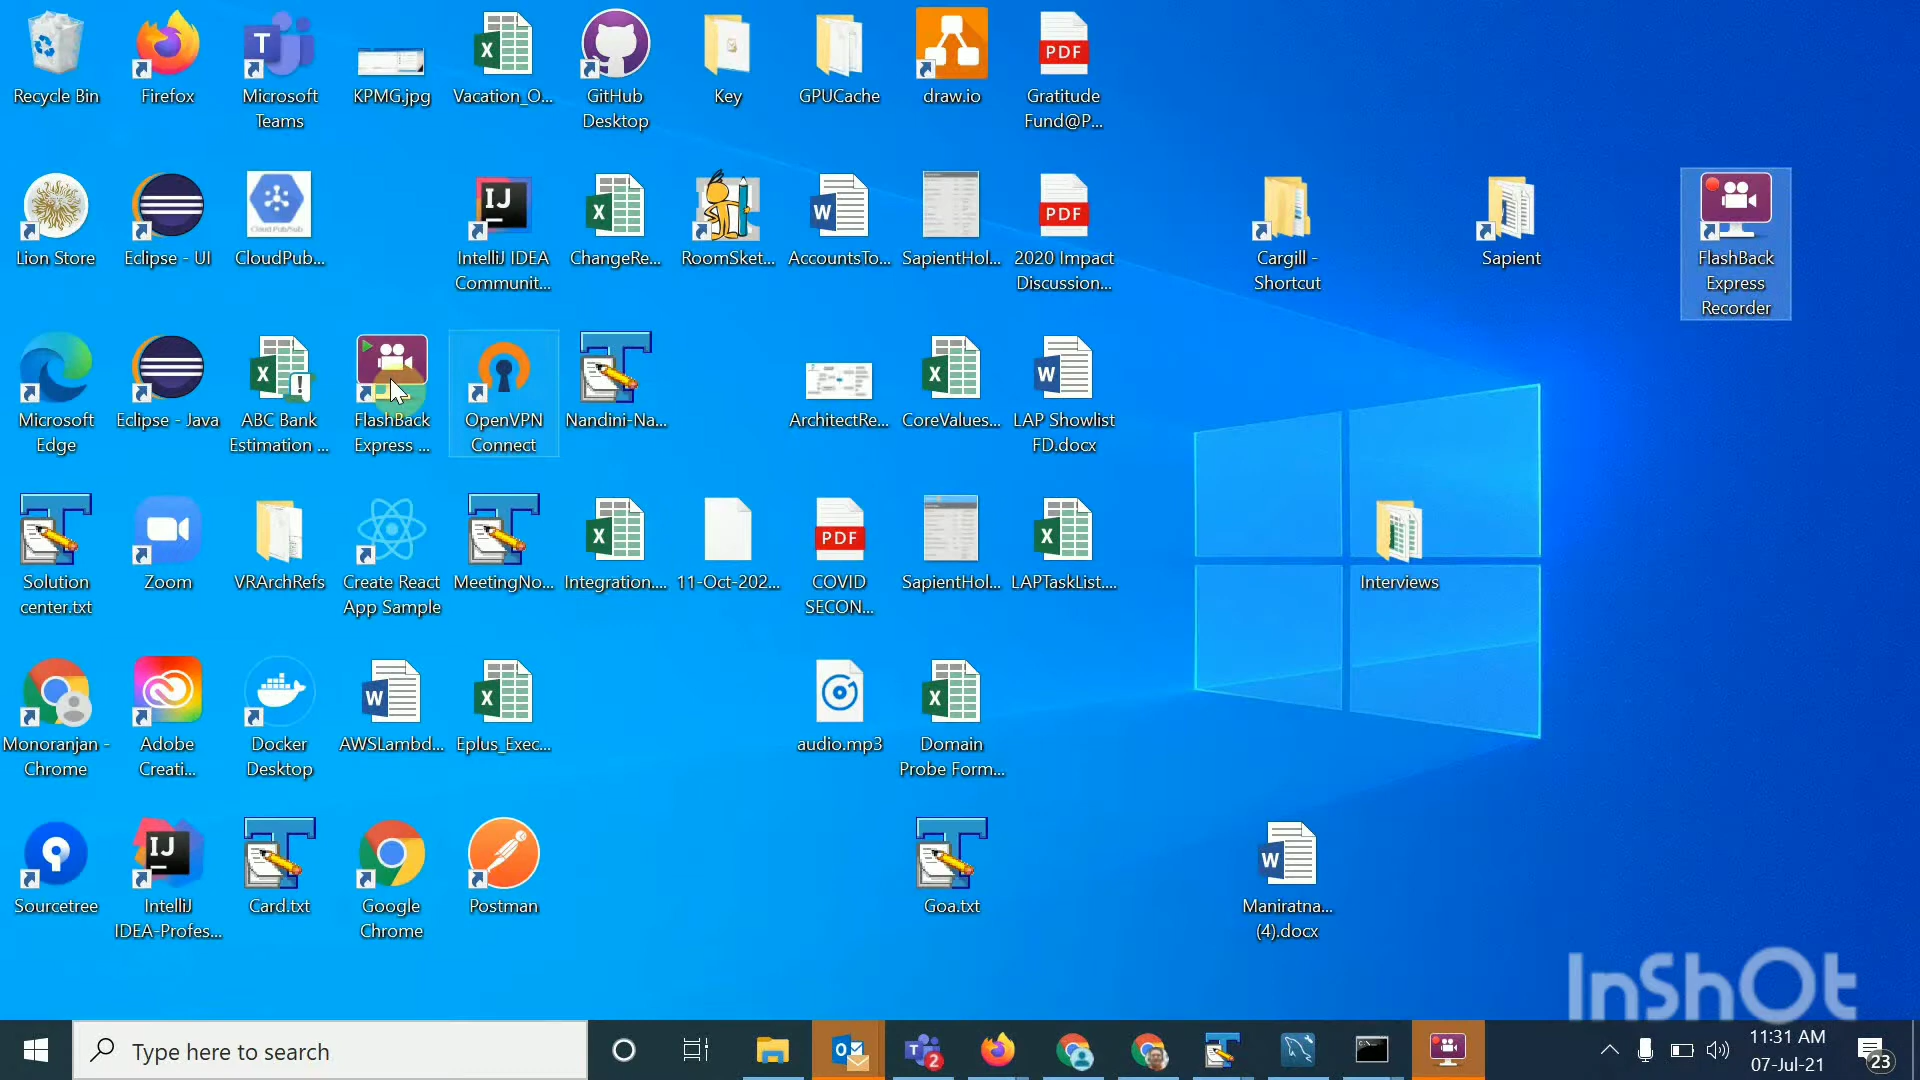 Recycle Bin
Firefox
Microsoft
Teams
KPMG.jpg
Vacation_O...
GitHub
Desktop
Key
GPUCache
draw.io
Gratitude
Fund@P...
Lion Store
Eclipse - UI
CloudPub...
IntelliJ IDEA
Communit...
ChangeRe...
RoomSket...
AccountsTo...
SapientHol...
2020 Impact
Discussion...
Cargill -
Shortcut
Sapient
FlashBack
Express
Recorder
Microsoft
Edge
Eclipse - Java
ABC Bank
Estimation ...
FlashBack
Express ...
OpenVPN
Connect
Nandini-Na...
ArchitectRe...
CoreValues...
LAP Showlist
FD.docx
Solution
center.txt
Zoom
VRArchRefs
Create React
App Sample
MeetingNo...
Integration....
11-Oct-202...
COVID
SECON...
SapientHol...
LAPTaskList....
Interviews
Monoranjan -
Chrome
Adobe
Creati...
Docker
Desktop
AWSLambd...
Eplus_Exec...
audio.mp3
Domain
Probe Form...
Sourcetree
IntelliJ
IDEA-Profes...
Card.txt
Google
Chrome
Postman
Goa.txt
Maniratna...
(4).docx
InShOt
Type here to search
11:31 AM
07-Jul-21
23